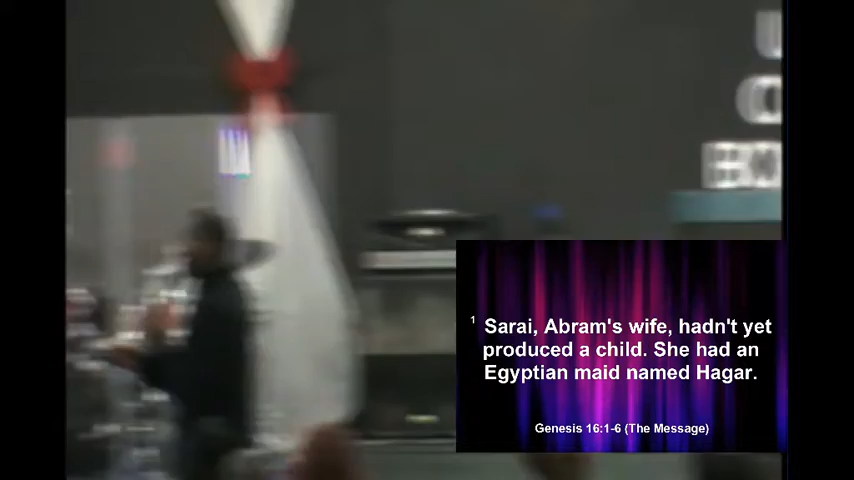 1 Sarai, Abram's wife, hadn't yet
produced a child. She had an
Egyptian maid named Hagar.
Genesis 16:1-6 (The Message)